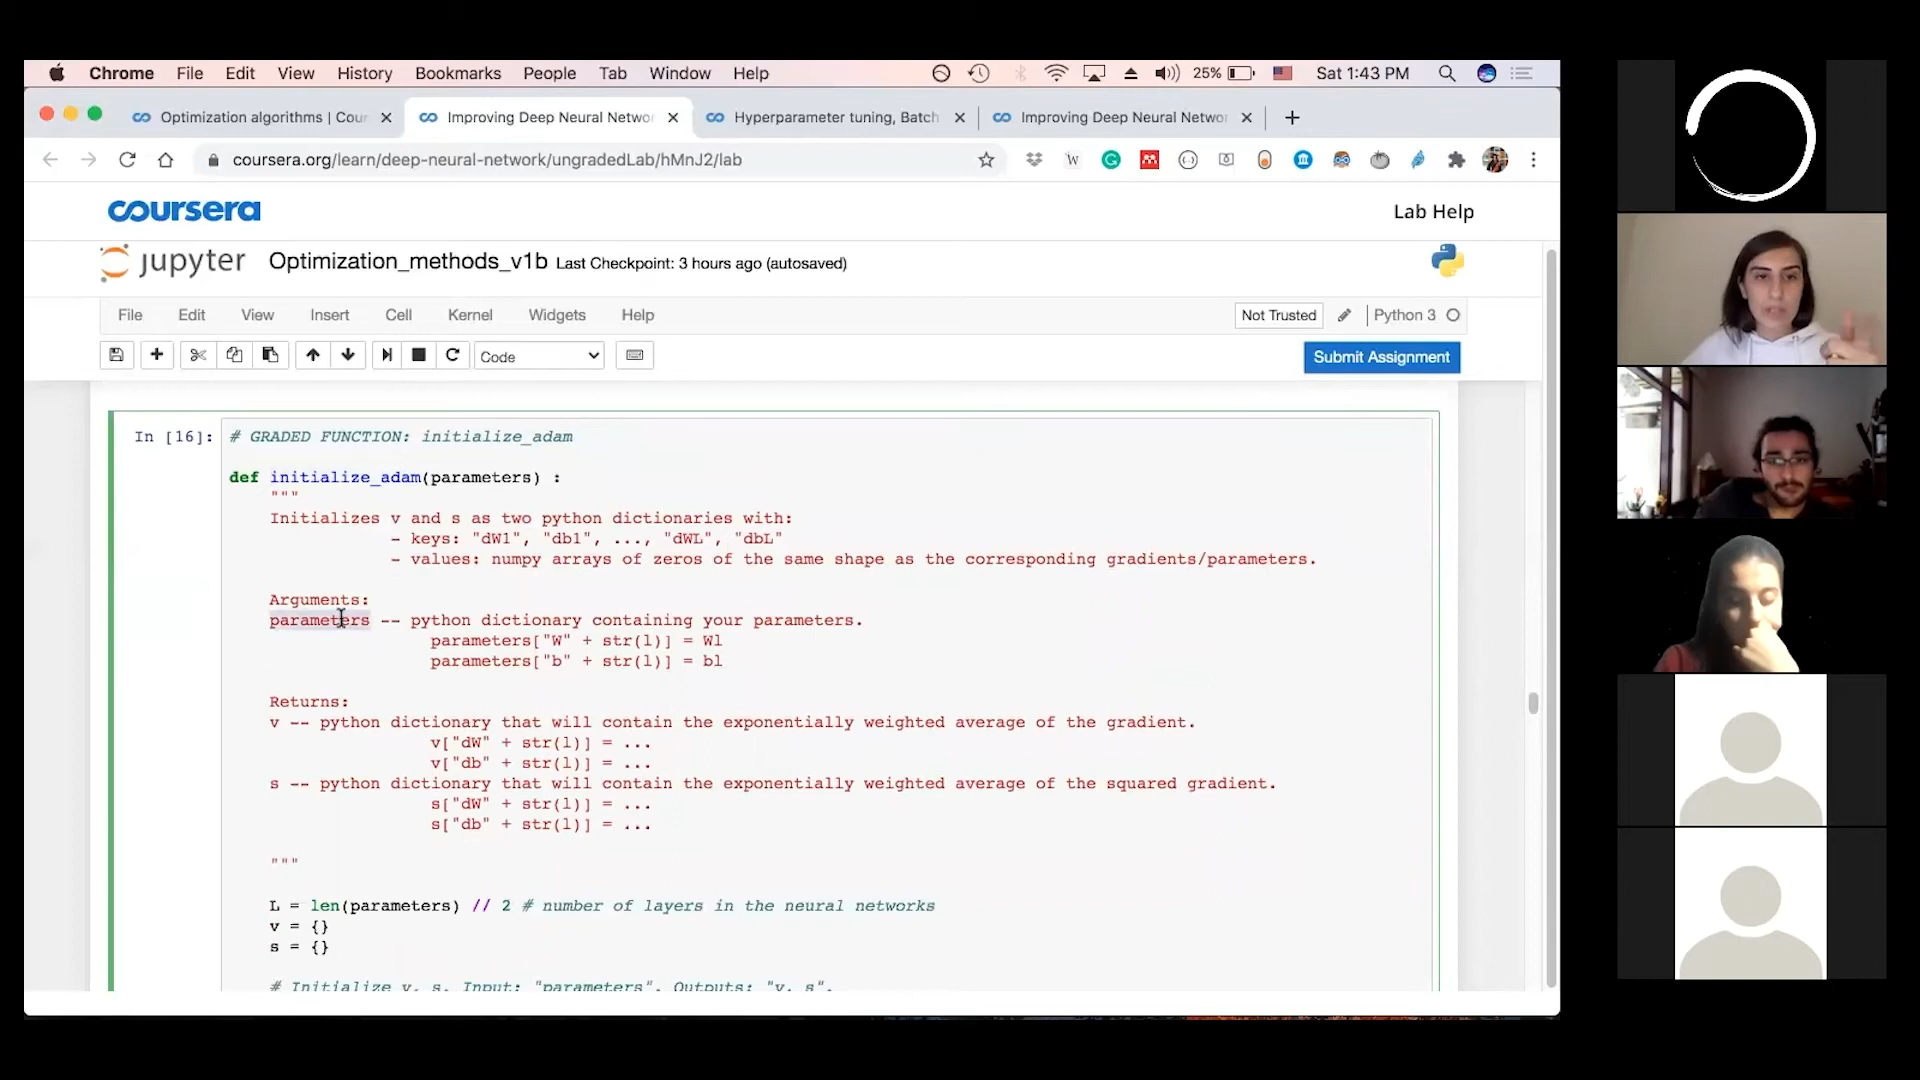 Chrome File Edit View History Bookmarks People Tab Window Help 25% Sat 1:43 PM
Optimization algorithms | Cour Improving Deep Neural Networ Hyperparameter tuning, Batch Improving Deep Neural Networ
coursera.org/learn/deep-neural-network/ungradedLab/hMnJ2/lab
coursera Lab Help
jupyter Optimization_methods_v1b Last Checkpoint: 3 hours ago (autosaved)
File Edit View Insert Cell Kernel Widgets Help Not Trusted Python 3
Code Submit Assignment
In [16]: # GRADED FUNCTION: initialize_adam
def initialize_adam(parameters) :
"""
Initializes v and s as two python dictionaries with:
- keys: "dW1", "db1", ..., "dWL", "dbL"
- values: numpy arrays of zeros of the same shape as the corresponding gradients/parameters.
Arguments:
parameters -- python dictionary containing your parameters.
parameters["W" + str(l)] = Wl
parameters["b" + str(l)] = bl
Returns:
v -- python dictionary that will contain the exponentially weighted average of the gradient.
v["dW" + str(l)] = ...
v["db" + str(l)] = ...
s -- python dictionary that will contain the exponentially weighted average of the squared gradient.
s["dW" + str(l)] = ...
s["db" + str(l)] = ...
"""
L = len(parameters) // 2 # number of layers in the neural networks
v = {}
s = {}
# Initialize v, s. Input: "parameters". Outputs: "v, s".